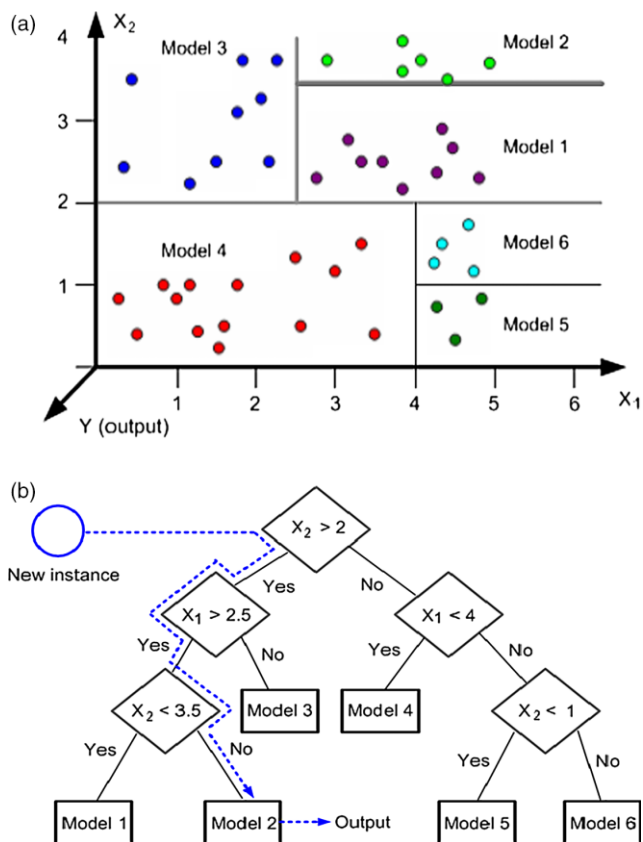 (a)
X2
4
Model 3
Model 2
3
Model 1
2
Model 4
Model 6
1
Model 5
1 2 3 4 5 6
X1
Y (output)
(b)
New instance
X2 > 2
Yes No
X1 > 2.5
X1 < 4
Yes No Yes No
X2 < 3.5
Model 3
Model 4
X2 < 1
Yes No Yes No
Model 1
Model 2
Output
Model 5
Model 6